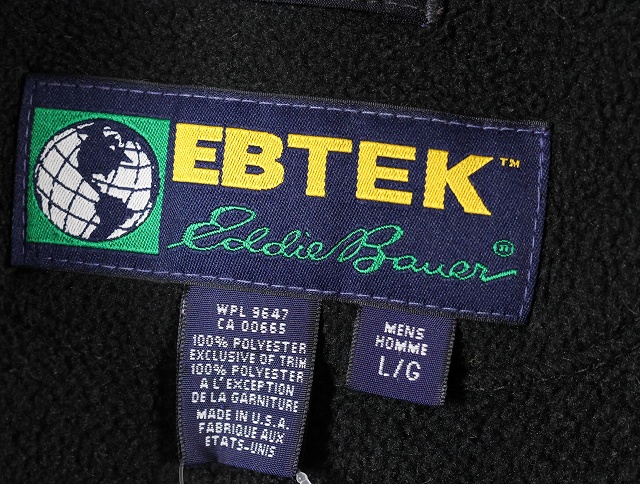 EBTEK™
Eddie Bauer®
WPL 9647
CA 00665
100% POLYESTER
EXCLUSIVE OF TRIM
100% POLYESTER
A L'EXCEPTION
DE LA GARNITURE
MADE IN U.S.A.
FABRIQUE AUX
ETATS-UNIS
MENS
HOMME
L/G